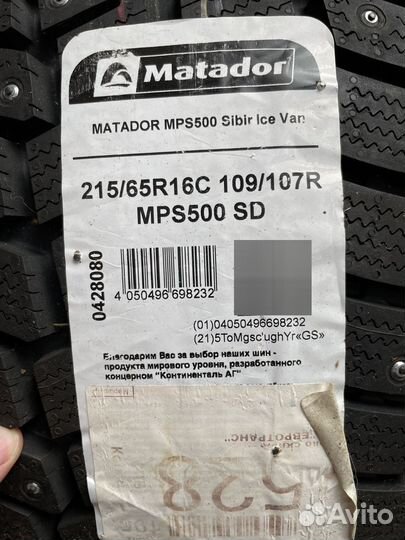 Matador
MATADOR MPS500 Sibir Ice Van
215/65R16C 109/107R
MPS500 SD
0428080
4 050496 698232
(01)04050496698232
(21)5ToMgsc'ughYr«GS»
Благодарим Вас за выбор наших шин -
продукта мирового уровня, разработанного
концерном "Континенталь АГ"
ЕВРОТРАНС"
528
Avito